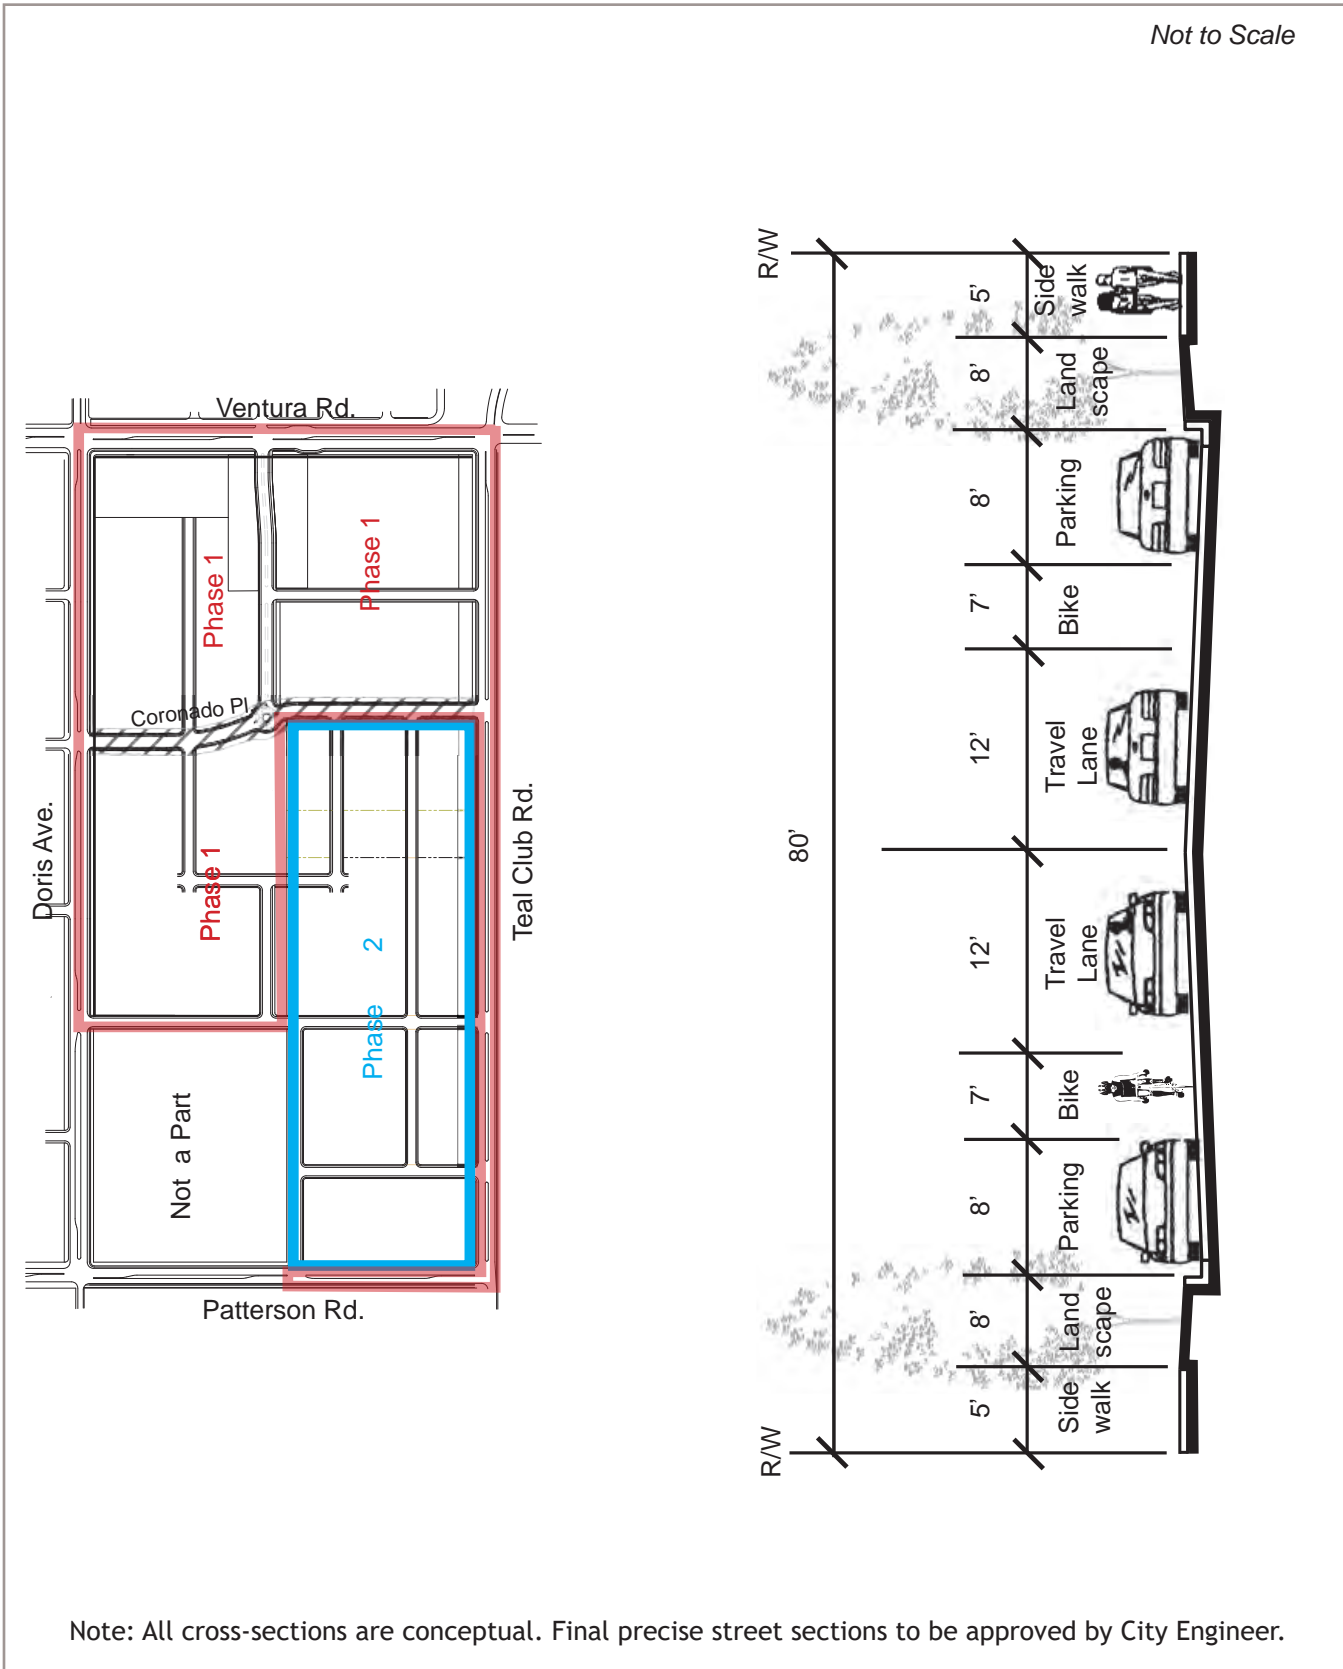 Not to Scale
Ventura Rd.
Phase 1
Phase 1
Coronado Pl.
Doris Ave.
Phase 1
Teal Club Rd.
Phase 2
Not a Part
Patterson Rd.
R/W
80’
R/W
5’
Side
walk
8’
Land
scape
8’
Parking
7’
Bike
12’
Travel
Lane
12’
Travel
Lane
7’
Bike
8’
Parking
8’
Land
scape
5’
Side
walk
Note: All cross-sections are conceptual. Final precise street sections to be approved by City Engineer.